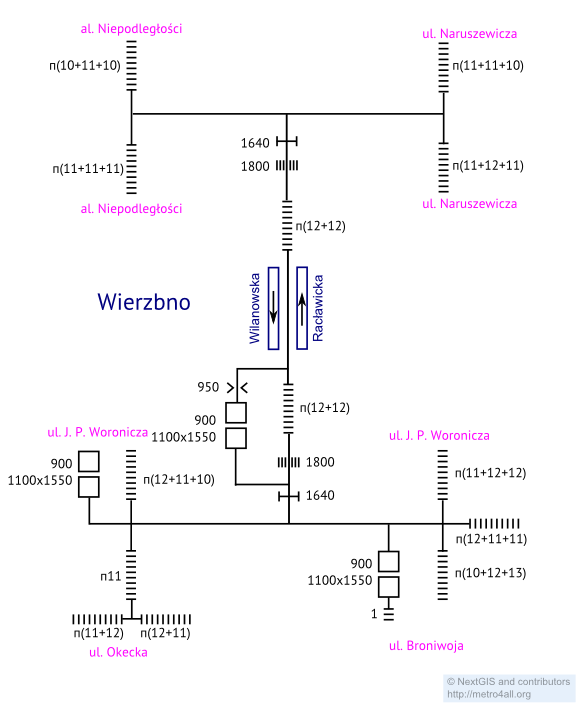 al. Niepodległości
ul. Naruszewicza
п(10+11+10)
п(11+11+10)
1640
1800
п(11+11+11)
п(11+12+11)
al. Niepodległości
ul. Naruszewicza
п(12+12)
Wierzbno
Wilanowska
Racławicka
950
900
1100x1550
п(12+12)
ul. J. P. Woronicza
ul. J. P. Woronicza
900
1100x1550
п(12+11+10)
1800
1640
п(11+12+12)
п(12+11+11)
п11
900
1100x1550
п(10+12+13)
1
п(11+12)
п(12+11)
ul. Okecka
ul. Broniwoja
© NextGIS and contributors
http://metro4all.org